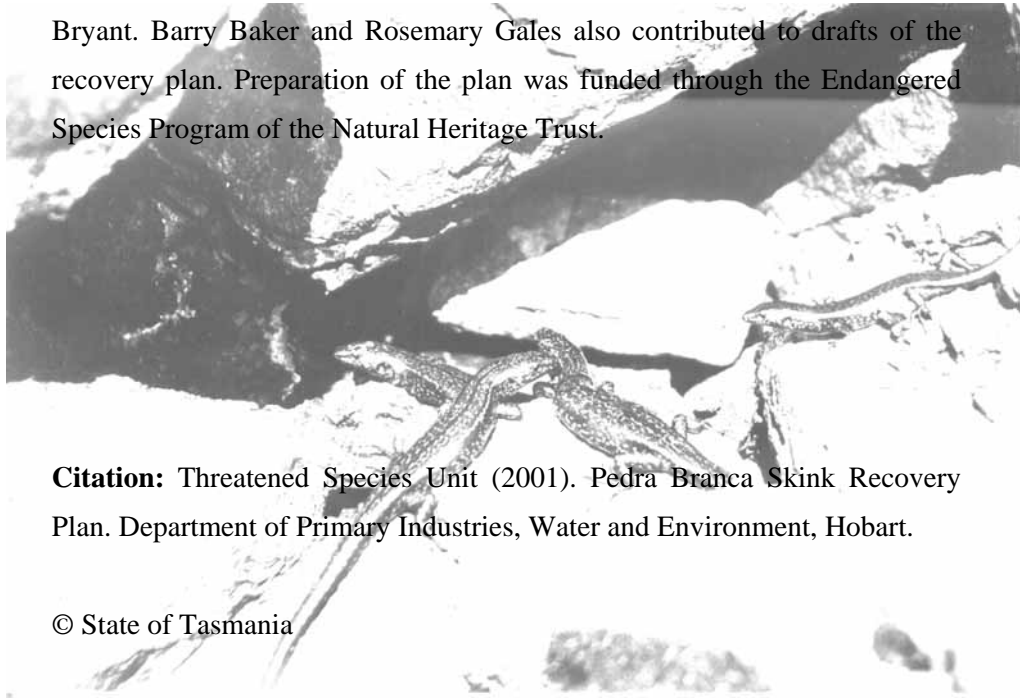 Bryant. Barry Baker and Rosemary Gales also contributed to drafts of the
recovery plan. Preparation of the plan was funded through the Endangered
Species Program of the Natural Heritage Trust.
Citation: Threatened Species Unit (2001). Pedra Branca Skink Recovery
Plan. Department of Primary Industries, Water and Environment, Hobart.
© State of Tasmania